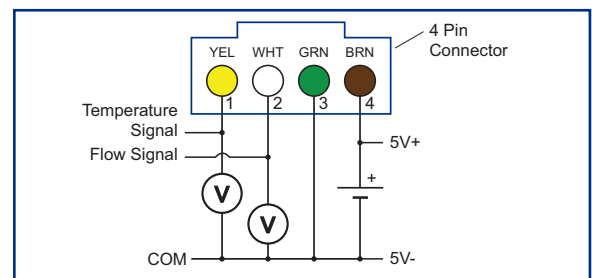 4 Pin
Connector
YEL WHT GRN BRN
1 2 3 4
Temperature
Signal
5V+
Flow Signal
+
V
V
COM
5V-